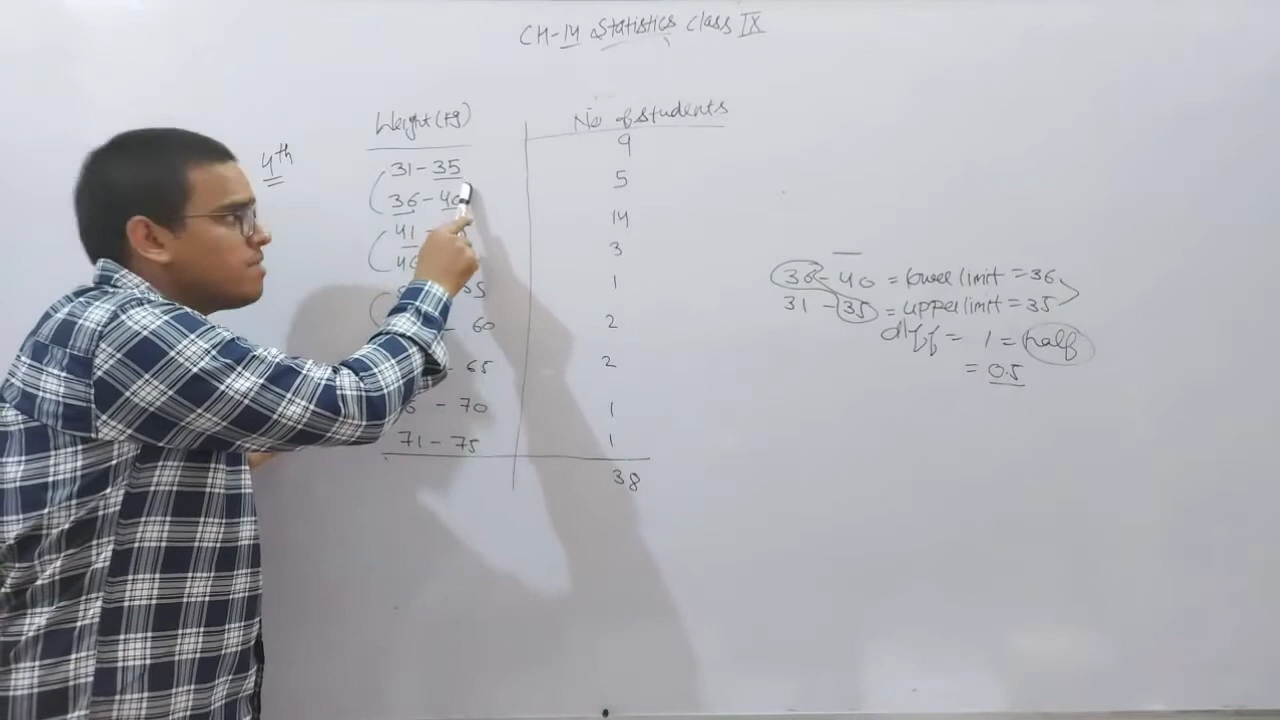 CH-14 Statistics Class IX
4th
Weight(Kg) No of students
31-35 9
36-40 5
41 - 14
3
1
- 60 2
- 65 2
- 70 1
71-75 1
38
36-40 = lower limit = 36
31-35 = upper limit = 35
diff = 1 = half
= 0.5